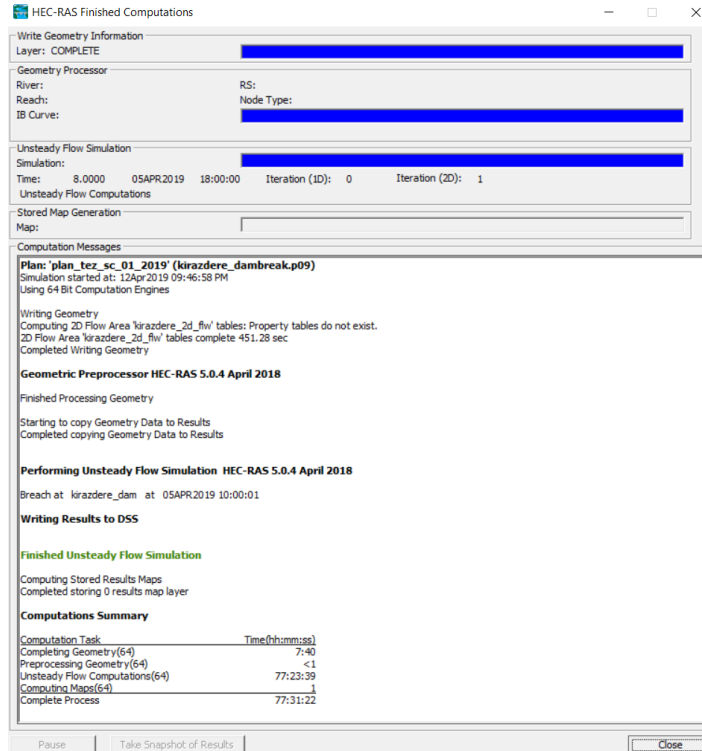 HEC-RAS Finished Computations
Write Geometry Information
Layer: COMPLETE
Geometry Processor
River: RS:
Reach: Node Type:
IB Curve:
Unsteady Flow Simulation
Simulation:
Time: 8.0000 05APR2019 18:00:00 Iteration (1D): 0 Iteration (2D): 1
Unsteady Flow Computations
Stored Map Generation
Map:
Computation Messages
Plan: 'plan_tez_sc_01_2019' (kirazdere_dambreak.p09)
Simulation started at: 12Apr2019 09:46:58 PM
Using 64 Bit Computation Engines
Writing Geometry
Computing 2D Flow Area 'kirazdere_2d_flw' tables: Property tables do not exist.
2D Flow Area 'kirazdere_2d_flw' tables complete 451.28 sec
Completed Writing Geometry
Geometric Preprocessor HEC-RAS 5.0.4 April 2018
Finished Processing Geometry
Starting to copy Geometry Data to Results
Completed copying Geometry Data to Results
Performing Unsteady Flow Simulation HEC-RAS 5.0.4 April 2018
Breach at kirazdere_dam at 05APR2019 10:00:01
Writing Results to DSS
Finished Unsteady Flow Simulation
Computing Stored Results Maps
Completed storing 0 results map layer
Computations Summary
Computation Task Time(hh:mm:ss)
Completing Geometry(64) 7:40
Preprocessing Geometry(64) <1
Unsteady Flow Computations(64) 77:23:39
Computing Maps(64) 1
Complete Process 77:31:22
Pause Take Snapshot of Results Close